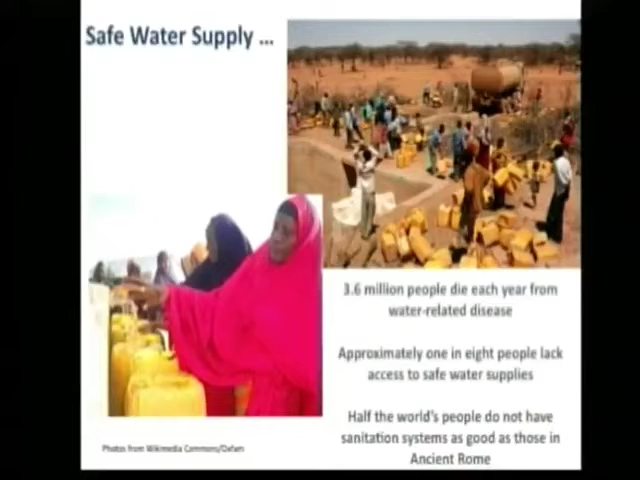 Safe Water Supply ...
3.6 million people die each year from
water-related disease
Approximately one in eight people lack
access to safe water supplies
Half the world's people do not have
sanitation systems as good as those in
Ancient Rome
Photos from Wikimedia Commons/Oxfam